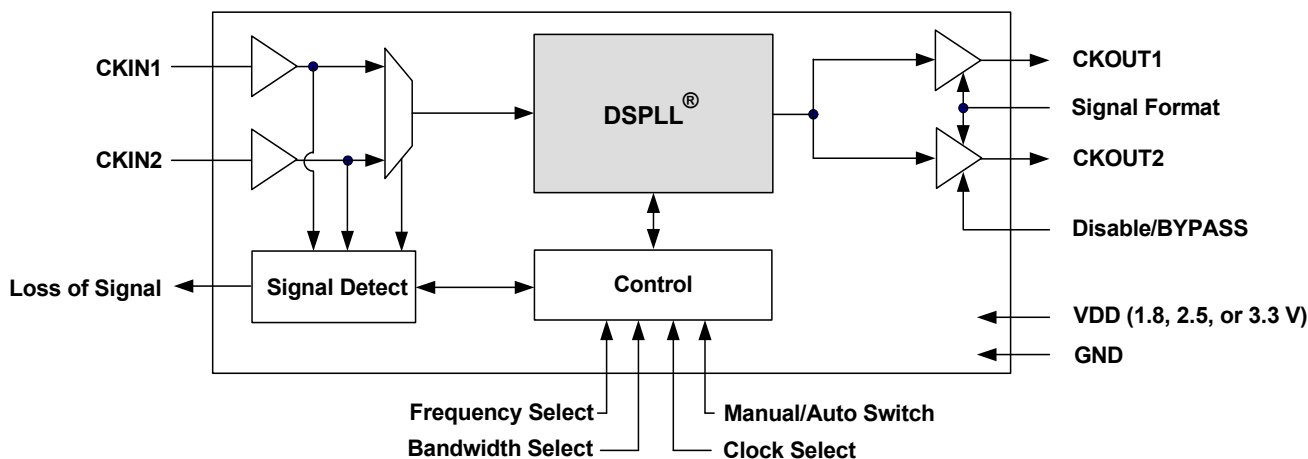 CKIN1
CKIN2
DSPLL®
CKOUT1
Signal Format
CKOUT2
Disable/BYPASS
Loss of Signal
Signal Detect
Control
VDD (1.8, 2.5, or 3.3 V)
GND
Frequency Select
Manual/Auto Switch
Bandwidth Select
Clock Select